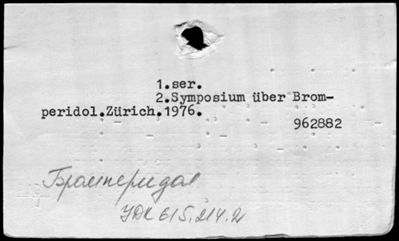 1.ser.
2.Symposium über Brom-
peridol.Zürich.1976.
962882
Бромперидол
УДК 615.214.2